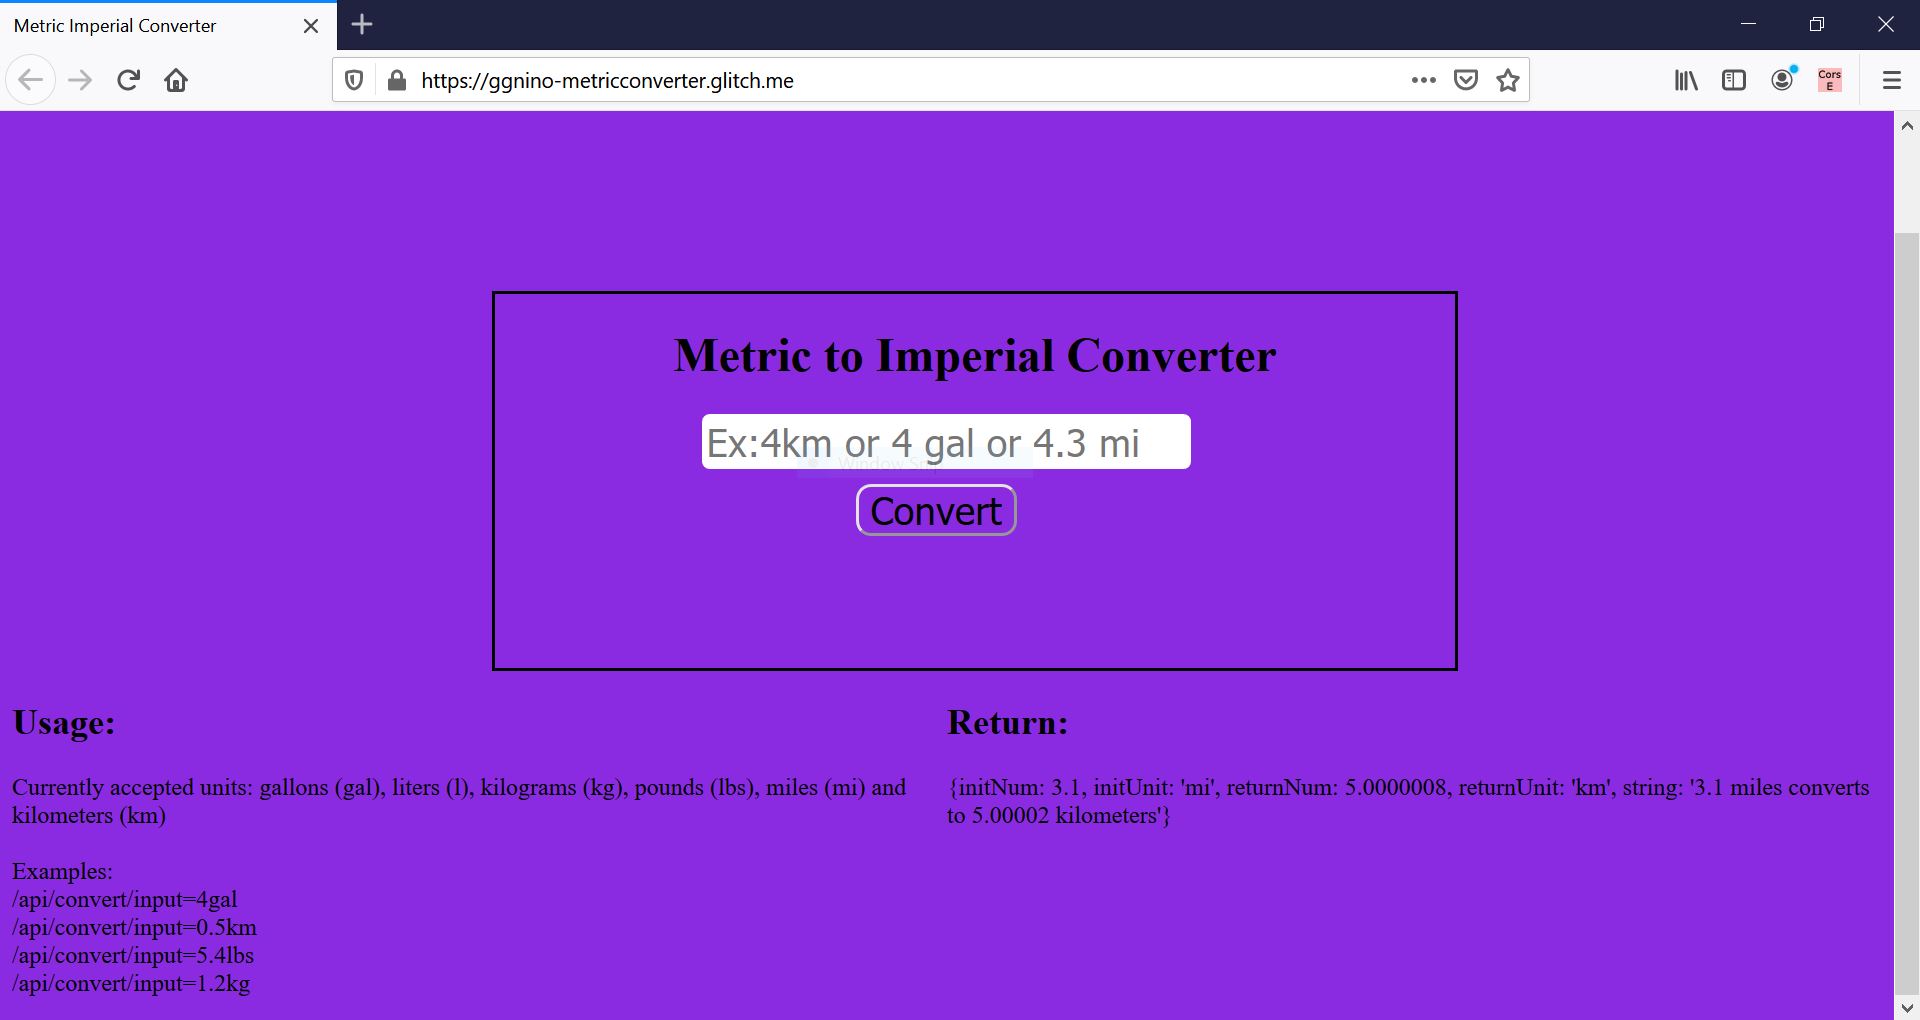 Metric Imperial Converter
https://ggnino-metricconverter.glitch.me
Cors
E
Metric to Imperial Converter
Ex:4km or 4 gal or 4.3 mi
Window Snip
Convert
Usage:
Currently accepted units: gallons (gal), liters (l), kilograms (kg), pounds (lbs), miles (mi) and
kilometers (km)
Examples:
/api/convert/input=4gal
/api/convert/input=0.5km
/api/convert/input=5.4lbs
/api/convert/input=1.2kg
Return:
{initNum: 3.1, initUnit: 'mi', returnNum: 5.0000008, returnUnit: 'km', string: '3.1 miles converts
to 5.00002 kilometers'}